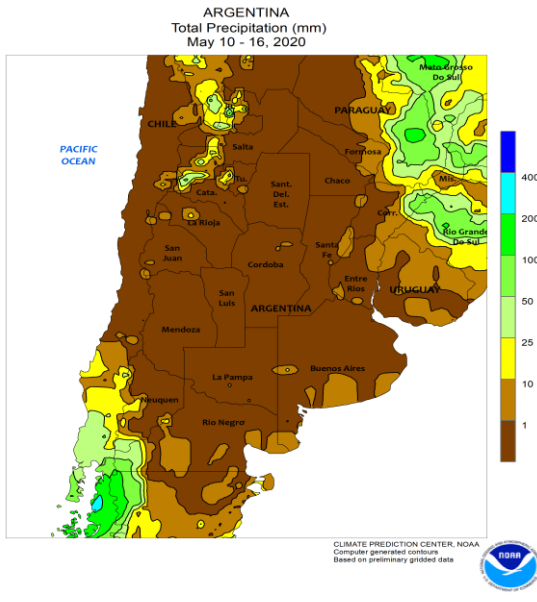 ARGENTINA
Total Precipitation (mm)
May 10 - 16, 2020
Mato Grosso
Do Sul
PACIFIC
OCEAN
CHILE
PARAGUAY
Salta
Formosa
Tu.
Chaco
Mis.
Cata.
Sant.
Del.
Est.
Corr.
La Rioja
Rio Grande
Do Sul
San
Juan
Santa
Fe
Cordoba
Entre
Rios
URUGUAY
San
Luis
ARGENTINA
Mendoza
La Pampa
Buenos Aires
Neuquen
Rio Negro
400
200
100
50
25
10
1
CLIMATE PREDICTION CENTER, NOAA
Computer generated contours
Based on preliminary gridded data
NOAA